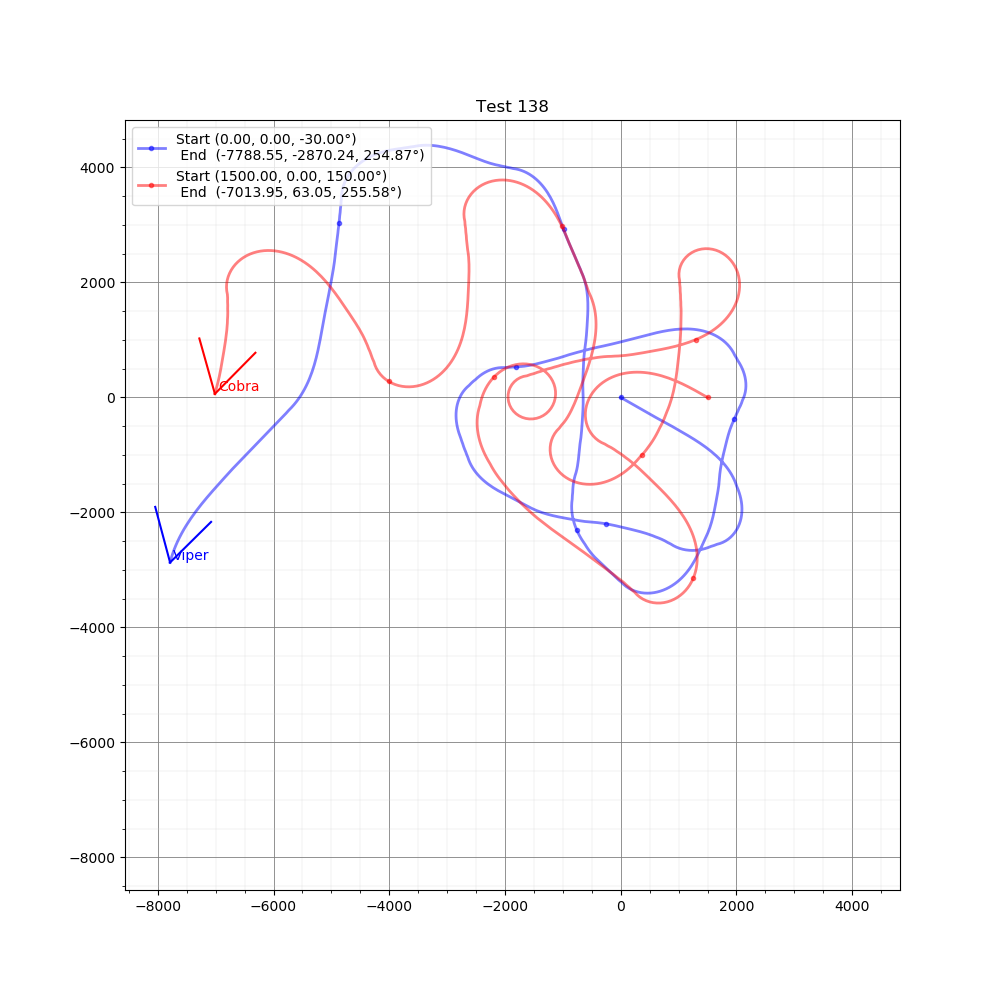 Test 138
Start (0.00, 0.00, -30.00°)
End (-7788.55, -2870.24, 254.87°)
Start (1500.00, 0.00, 150.00°)
End (-7013.95, 63.05, 255.58°)
4000
2000
0
−2000
−4000
−6000
−8000
Cobra
Viper
−8000 −6000 −4000 −2000 0 2000 4000